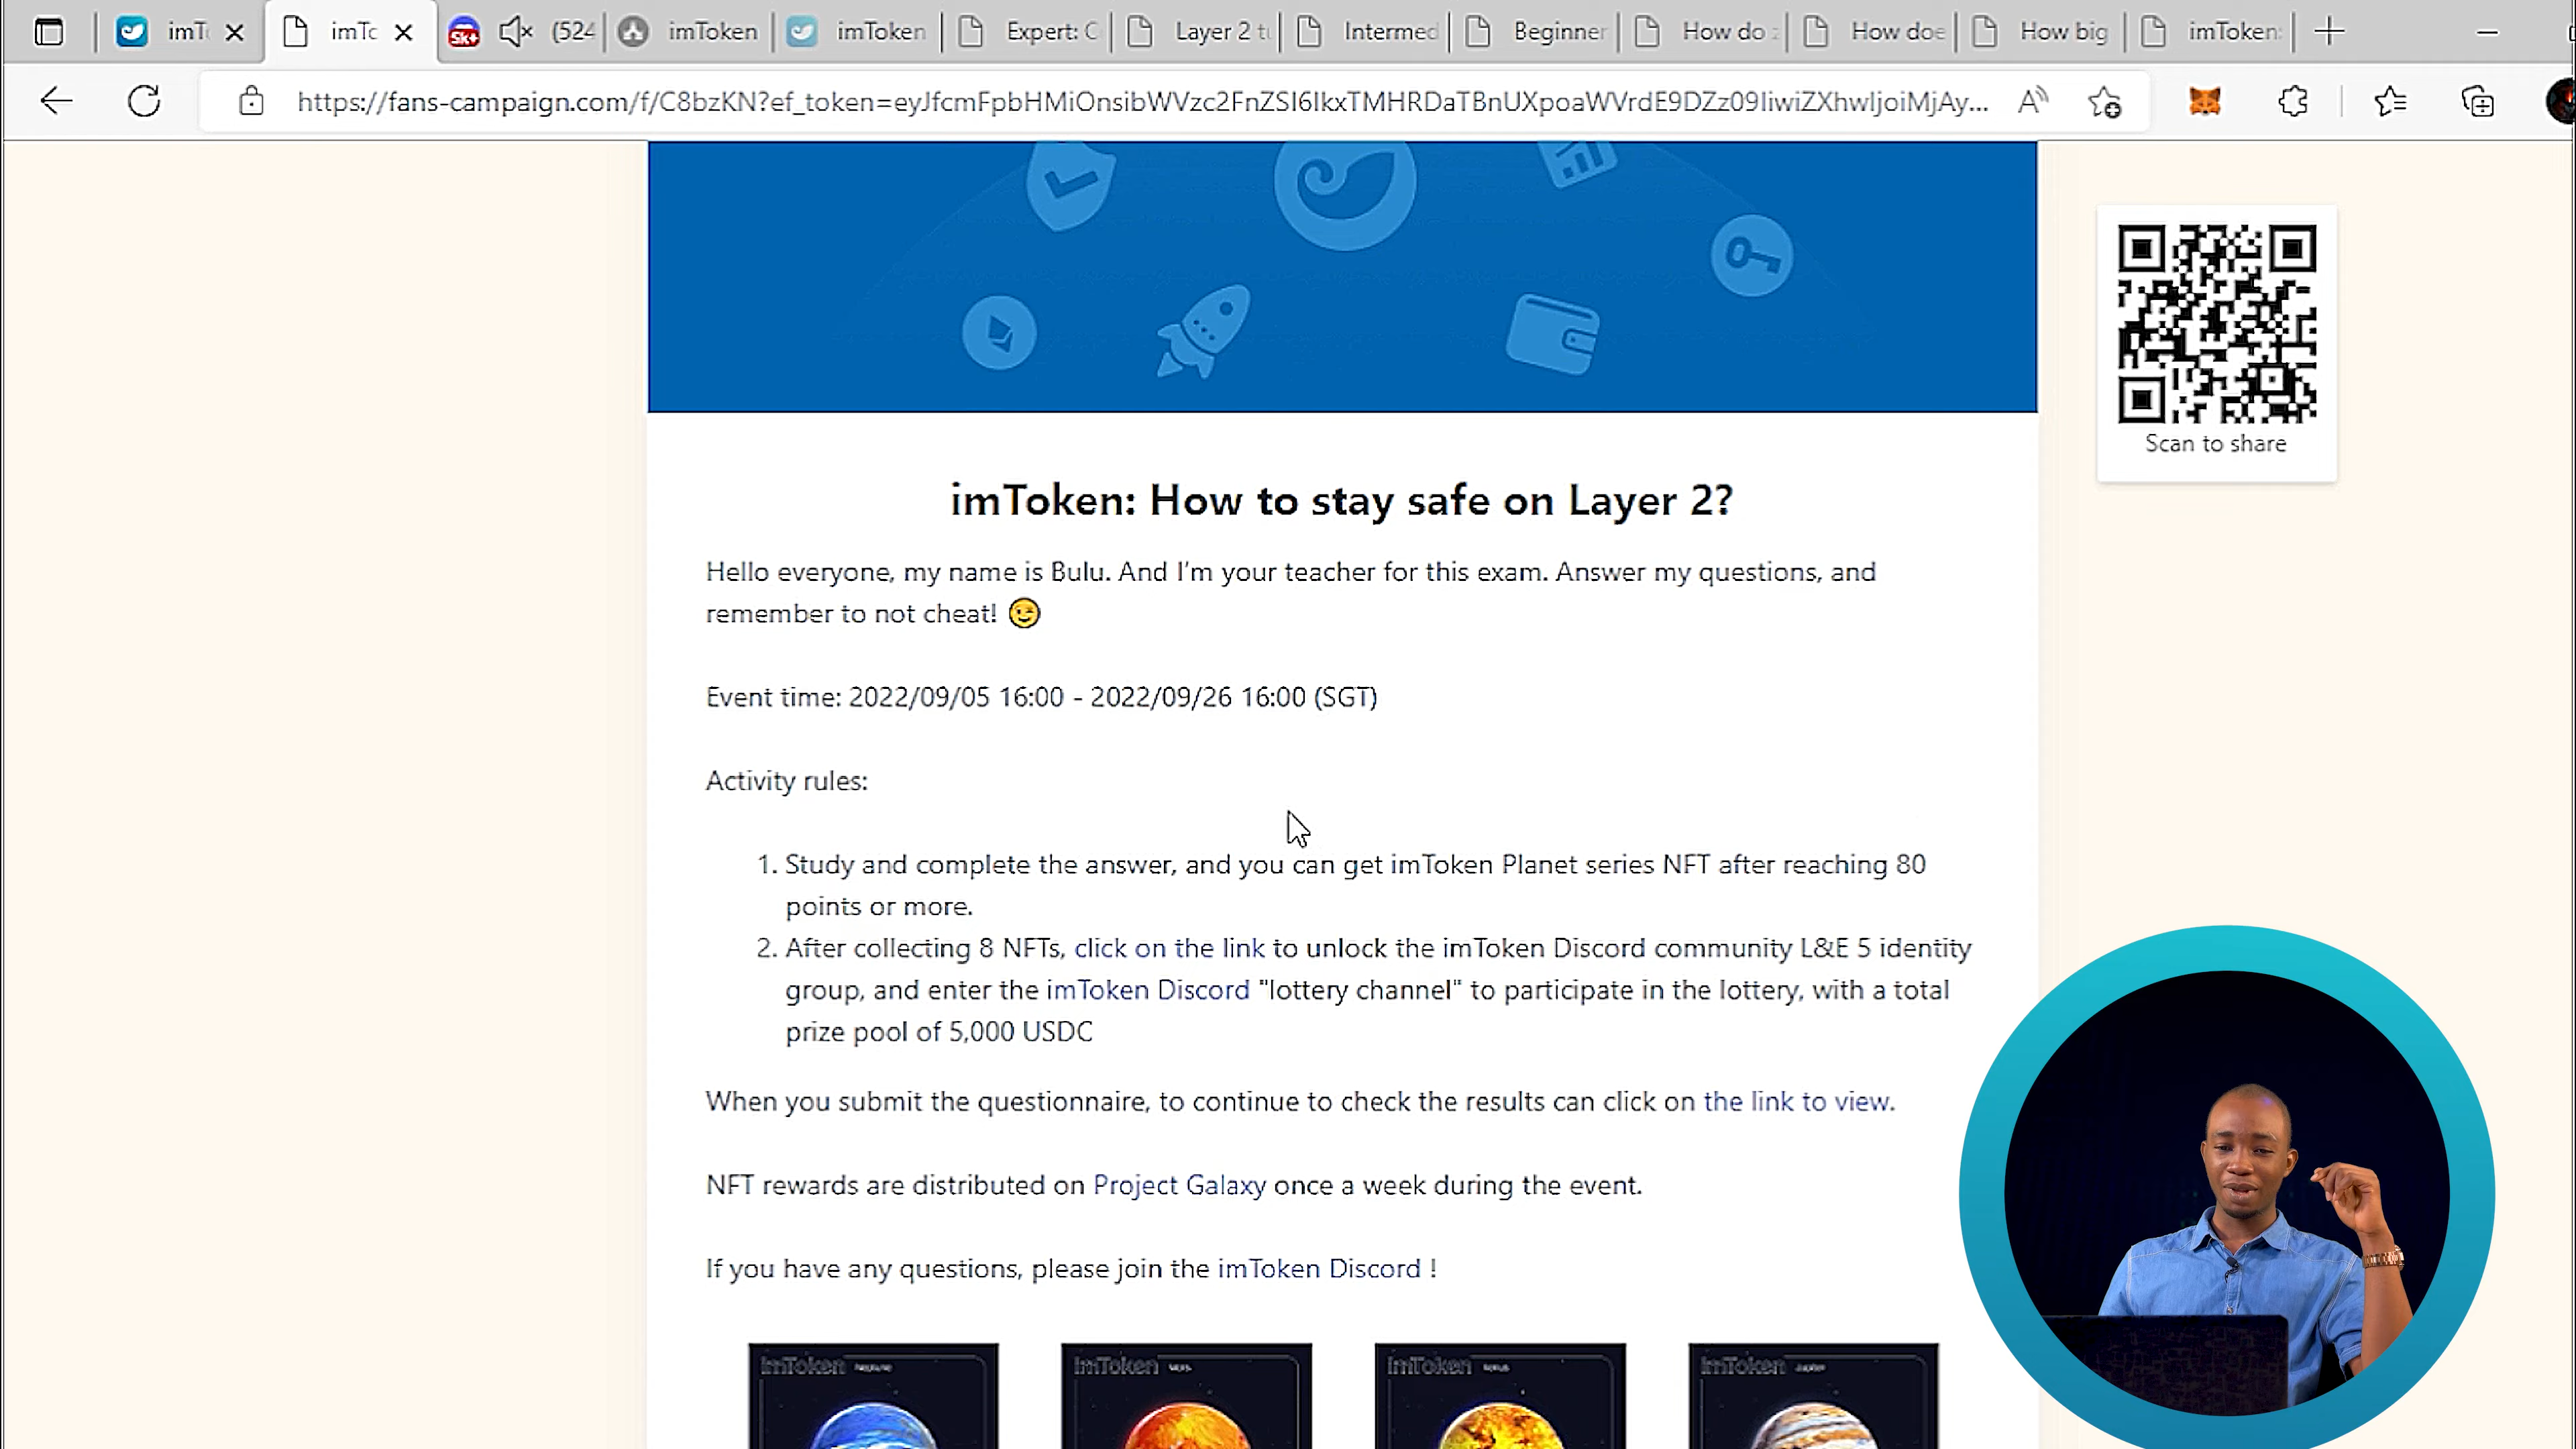 imT
imTc
5k+
(524
imToken
imToken
Expert: C
Layer 2 t
Intermed
Beginner
How do
How doe
How big
imToken:
https://fans-campaign.com/f/C8bzKN?ef_token=eyJfcmFpbHMiOnsibWVzc2FnZSI6IkxTMHRDaTBnUXpoaWVrdE9DZz09IiwiZXhwIjoiMjAy...
Scan to share
imToken: How to stay safe on Layer 2?
Hello everyone, my name is Bulu. And I'm your teacher for this exam. Answer my questions, and
remember to not cheat! 😉
Event time: 2022/09/05 16:00 - 2022/09/26 16:00 (SGT)
Activity rules:
1. Study and complete the answer, and you can get imToken Planet series NFT after reaching 80
points or more.
2. After collecting 8 NFTs, click on the link to unlock the imToken Discord community L&E 5 identity
group, and enter the imToken Discord "lottery channel" to participate in the lottery, with a total
prize pool of 5,000 USDC
When you submit the questionnaire, to continue to check the results can click on the link to view.
NFT rewards are distributed on Project Galaxy once a week during the event.
If you have any questions, please join the imToken Discord !
imToken
imToken
imToken
imToken